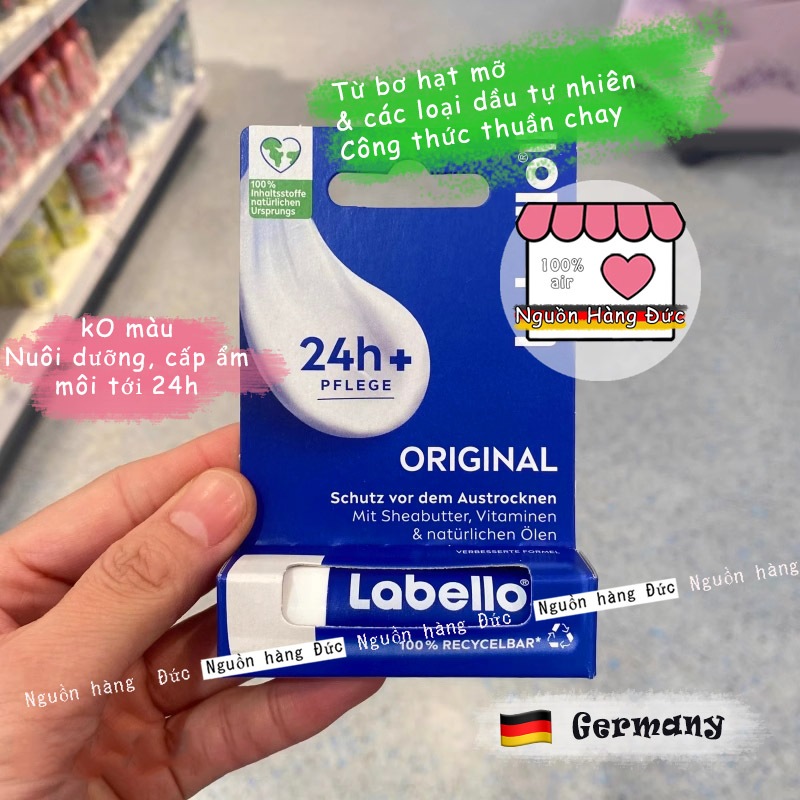 Từ bơ hạt mỡ
& các loại dầu tự nhiên
Công thức thuần chay
100%
Inhaltsstoffe
natürlichen
Ursprungs
100%
air
Nguồn Hàng Đức
kO màu
Nuôi dưỡng, cấp ẩm
môi tới 24h
24h+
PFLEGE
ORIGINAL
Schutz vor dem Austrocknen
Mit Sheabutter, Vitaminen
& natürlichen Ölen
VERBESSERTE FORMEL
Labello®
100% RECYCELBAR*
Nguồn hàng Đức Nguồn hàng Đức Nguồn hàng Đức Nguồn hàng Đức Nguồn hàng
Germany